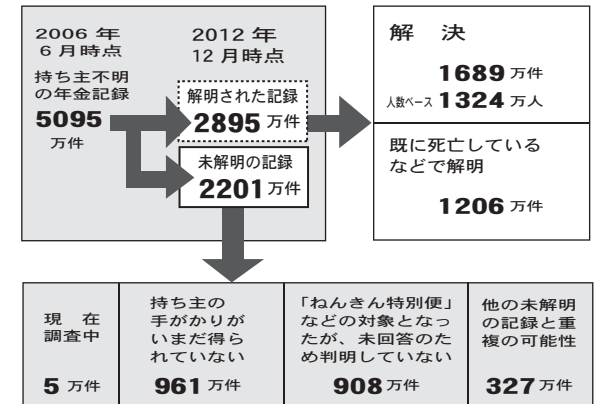 2006 年
6 月時点
持ち主不明
の年金記録
5095
万件
2012 年
12 月時点
解明された記録
2895 万件
未解明の記録
2201 万件
解　決
1689 万件
人数ベース 1324 万人
既に死亡している
などで解明
1206 万件
現　在
調査中
5 万件
持ち主の
手がかりが
いまだ得ら
れていない
961 万件
「ねんきん特別便」
などの対象となっ
たが、未回答のた
め判明していない
908 万件
他の未解明
の記録と重
複の可能性
327 万件